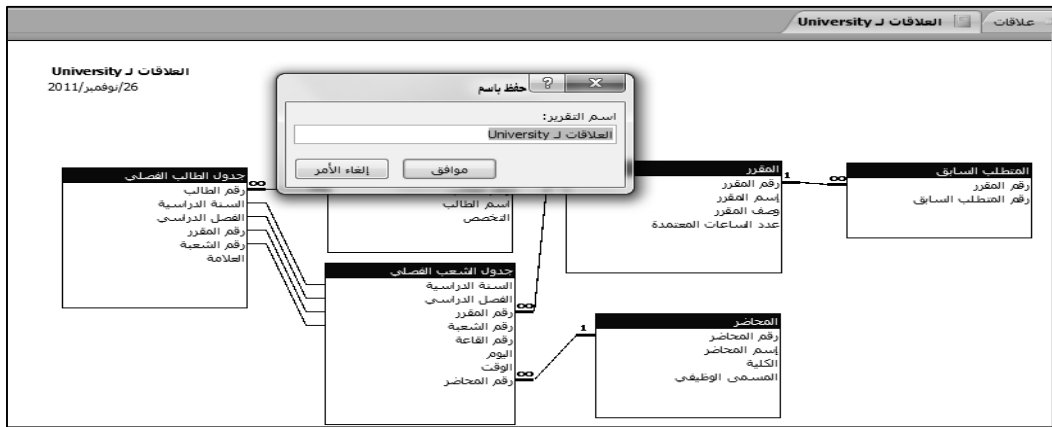 علاقات
العلاقات لـ University
العلاقات لـ University
26/نوفمبر/2011
حفظ باسم
اسم التقرير:
العلاقات لـ University
موافق
إلغاء الأمر
المتطلب السابق
رقم المقرر
رقم المتطلب السابق
∞
1
المقرر
رقم المقرر
إسم المقرر
وصف المقرر
عدد الساعات المعتمدة
اسم الطالب
التخصص
∞
جدول الطالب الفصلي
رقم الطالب
السنة الدراسية
الفصل الدراسي
رقم المقرر
رقم الشعبة
العلامة
جدول الشعب الفصلي
السنة الدراسية
الفصل الدراسي
رقم المقرر
رقم الشعبة
رقم القاعة
اليوم
الوقت
رقم المحاضر
∞
∞
1
المحاضر
رقم المحاضر
إسم المحاضر
الكلية
المسمى الوظيفي